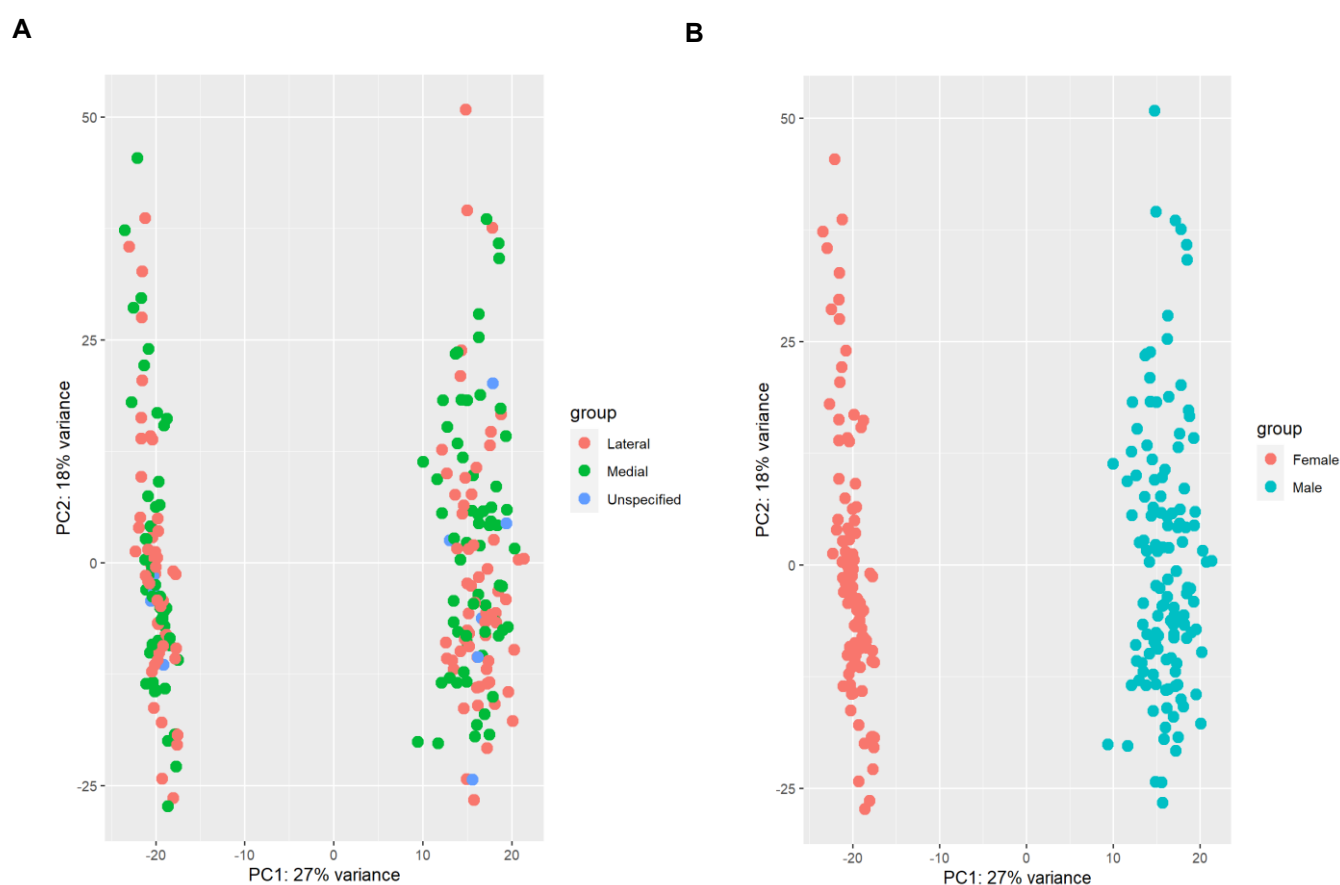 A
50
25
0
-25
-20
-10
0
10
20
PC1: 27% variance
PC2: 18% variance
group
Lateral
Medial
Unspecified
B
50
25
0
-25
-20
-10
0
10
20
PC1: 27% variance
PC2: 18% variance
group
Female
Male